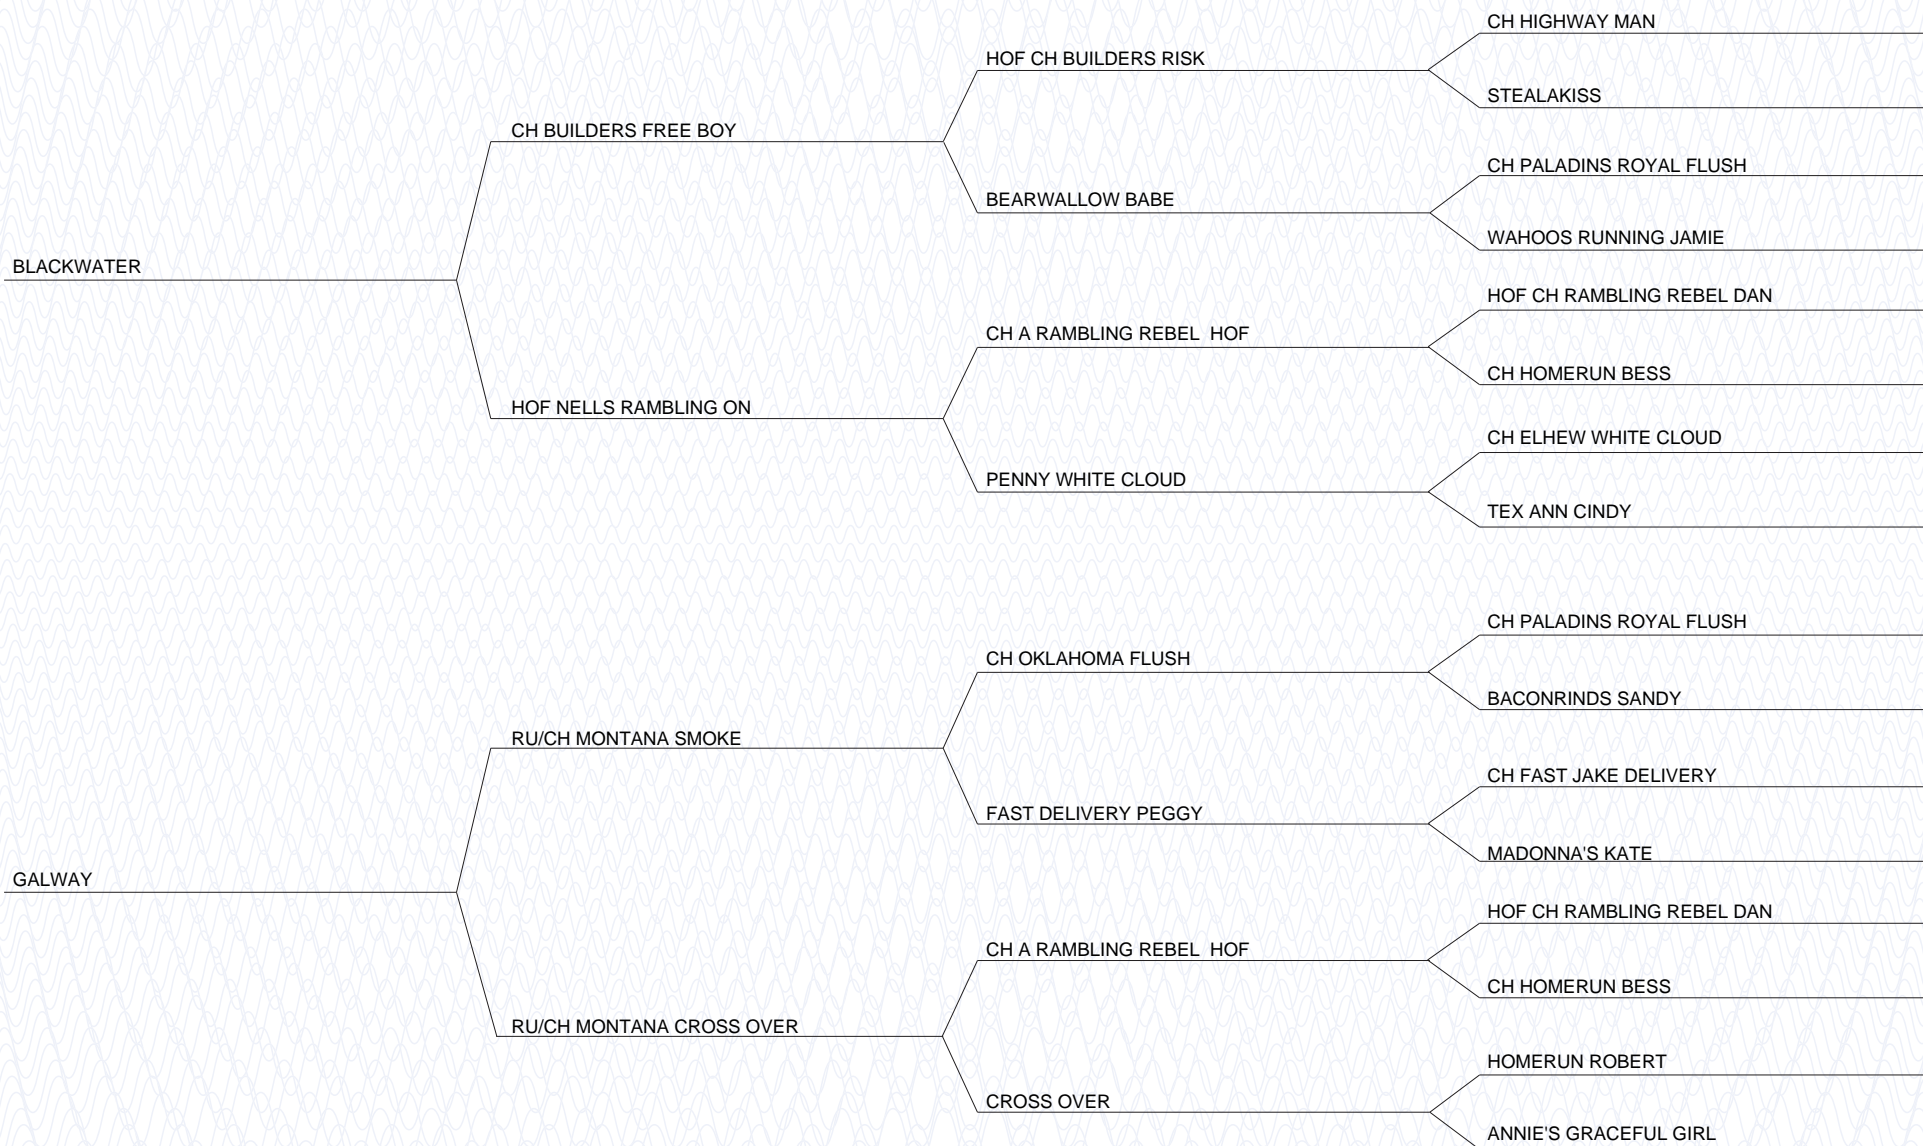 CH HIGHWAY MAN
HOF CH BUILDERS RISK
STEALAKISS
CH BUILDERS FREE BOY
CH PALADINS ROYAL FLUSH
BEARWALLOW BABE
WAHOOS RUNNING JAMIE
BLACKWATER
HOF CH RAMBLING REBEL DAN
CH A RAMBLING REBEL  HOF
CH HOMERUN BESS
HOF NELLS RAMBLING ON
CH ELHEW WHITE CLOUD
PENNY WHITE CLOUD
TEX ANN CINDY
CH PALADINS ROYAL FLUSH
CH OKLAHOMA FLUSH
BACONRINDS SANDY
RU/CH MONTANA SMOKE
CH FAST JAKE DELIVERY
FAST DELIVERY PEGGY
MADONNA'S KATE
GALWAY
HOF CH RAMBLING REBEL DAN
CH A RAMBLING REBEL  HOF
CH HOMERUN BESS
RU/CH MONTANA CROSS OVER
HOMERUN ROBERT
CROSS OVER
ANNIE'S GRACEFUL GIRL